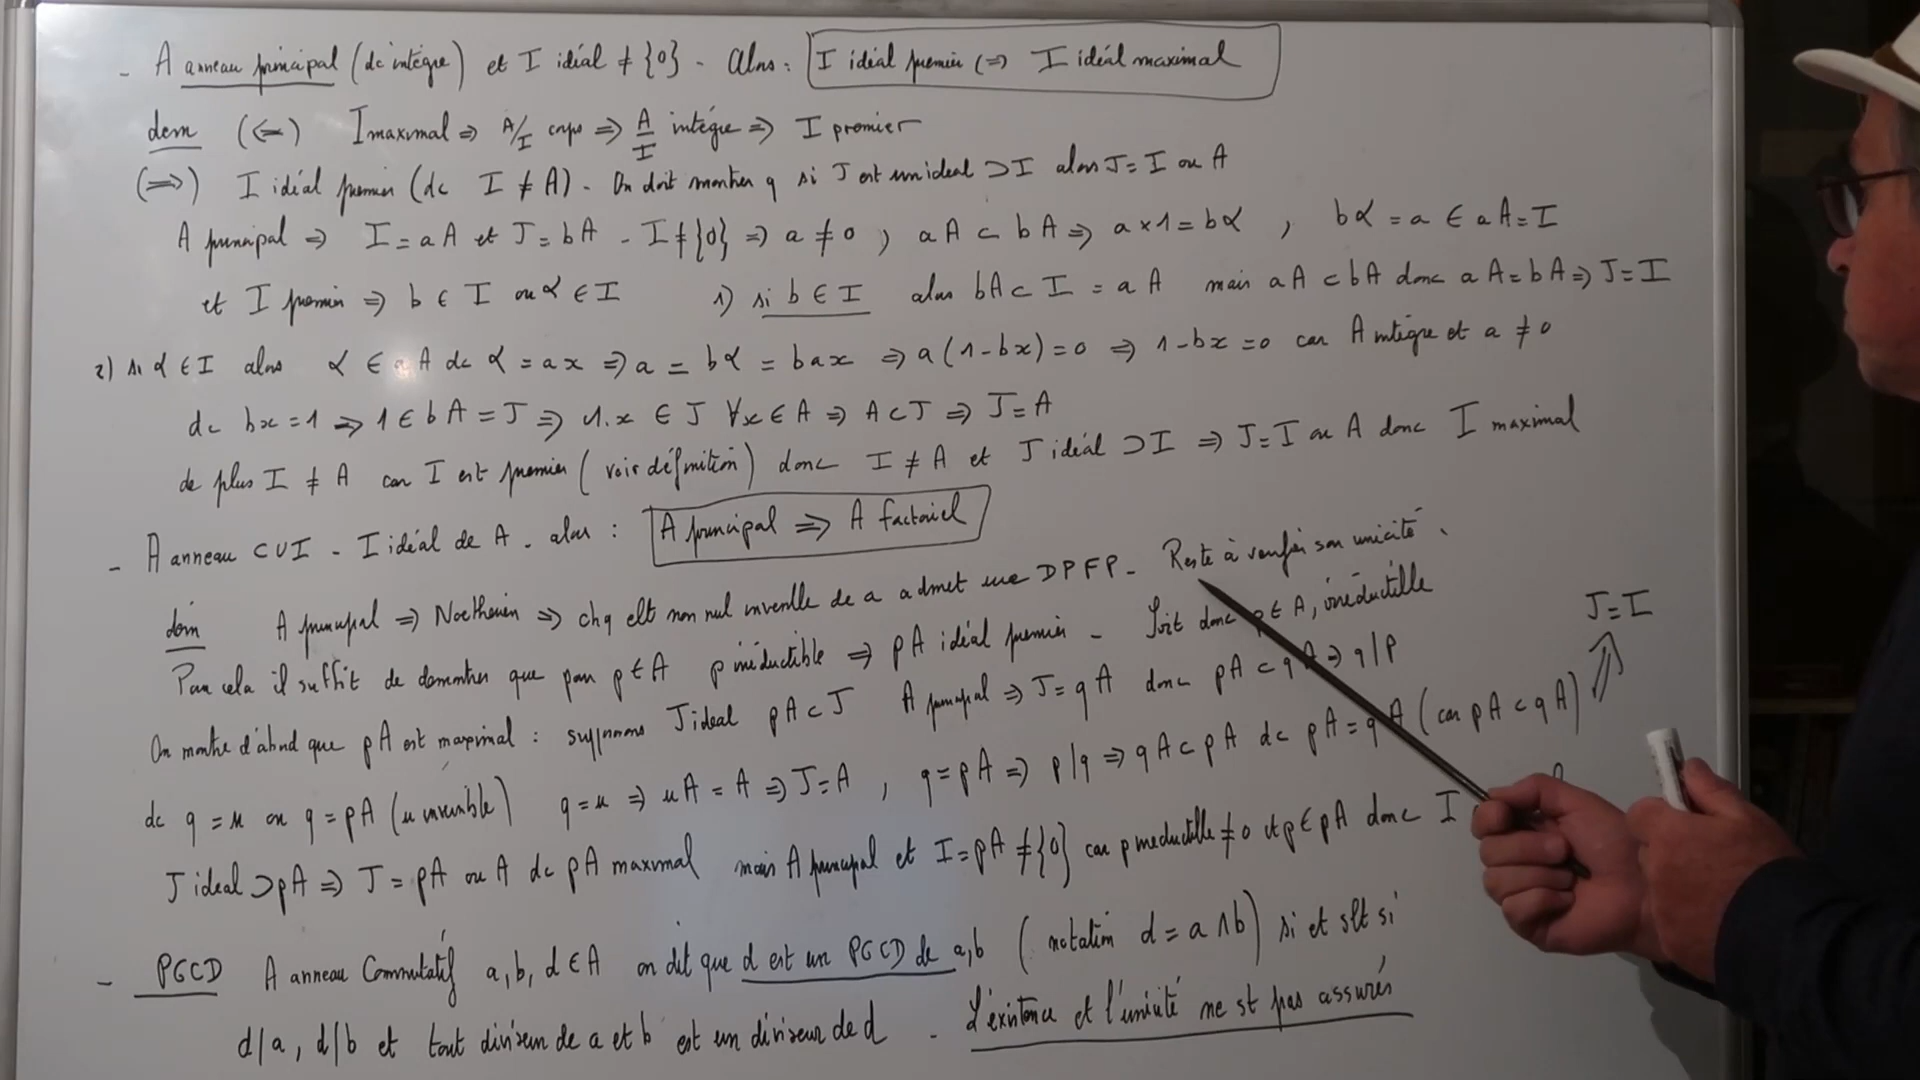 - A anneau principal (dc intègre) et I idéal ≠ {0} - Alors : I idéal premier (⇒) I idéal maximal
dem (⇐) I maximal ⇒ A/I corps ⇒ A/I intègre ⇒ I premier
(⇒) I idéal premier (dc I ≠ A) - On doit montrer q si J est un idéal ⊃ I alors J = I ou A
A principal ⇒ I = aA et J = bA - I ≠ {0} ⇒ a ≠ 0 , aA ⊂ bA ⇒ a×1 = bα , bα = a ∈ aA = I
et I premier ⇒ b ∈ I ou α ∈ I 1) si b ∈ I alors bA ⊂ I = aA mais aA ⊂ bA donc aA = bA ⇒ J = I
2) si α ∈ I alors α ∈ aA dc α = ax ⇒ a = bα = bax ⇒ a(1-bx) = 0 ⇒ 1-bx = 0 car A intègre et a ≠ 0
dc bx = 1 ⇒ 1 ∈ bA = J ⇒ 1.x ∈ J ∀x ∈ A ⇒ A ⊂ J ⇒ J = A
de plus I ≠ A car I est premier (voir définition) donc I ≠ A et J idéal ⊃ I ⇒ J = I ou A donc I maximal
- A anneau CUI - I idéal de A - alors : A principal ⇒ A factoriel
dém A principal ⇒ Noetherien ⇒ chq elt non nul inversible de a admet une DPFP - Reste à vérifier son unicité .
Pour cela il suffit de démontrer que pour p ∈ A p irréductible ⇒ pA idéal premier - Soit donc p ∈ A, irréductible
On montre d'abord que pA est maximal : supposons J ideal pA ⊂ J A principal ⇒ J = qA donc pA ⊂ qA ⇒ q|p
J = I
dc q = u ou q = pA (u inversible) q = u ⇒ uA = A ⇒ J = A , q = pA ⇒ p|q ⇒ qA ⊂ pA dc pA = qA (car pA ⊂ qA)
J ideal ⊃ pA ⇒ J = pA ou A dc pA maximal mais A principal et I = pA ≠ {0} car p irreductible ≠ 0 et p ∈ pA donc I
- PGCD A anneau Commutatif a, b, d ∈ A on dit que d est un PGCD de a,b (notation d = a ∧ b) si et slt si
d|a, d|b et tout diviseur de a et b est un diviseur de d - L'existence et l'unicité ne st pas assurés